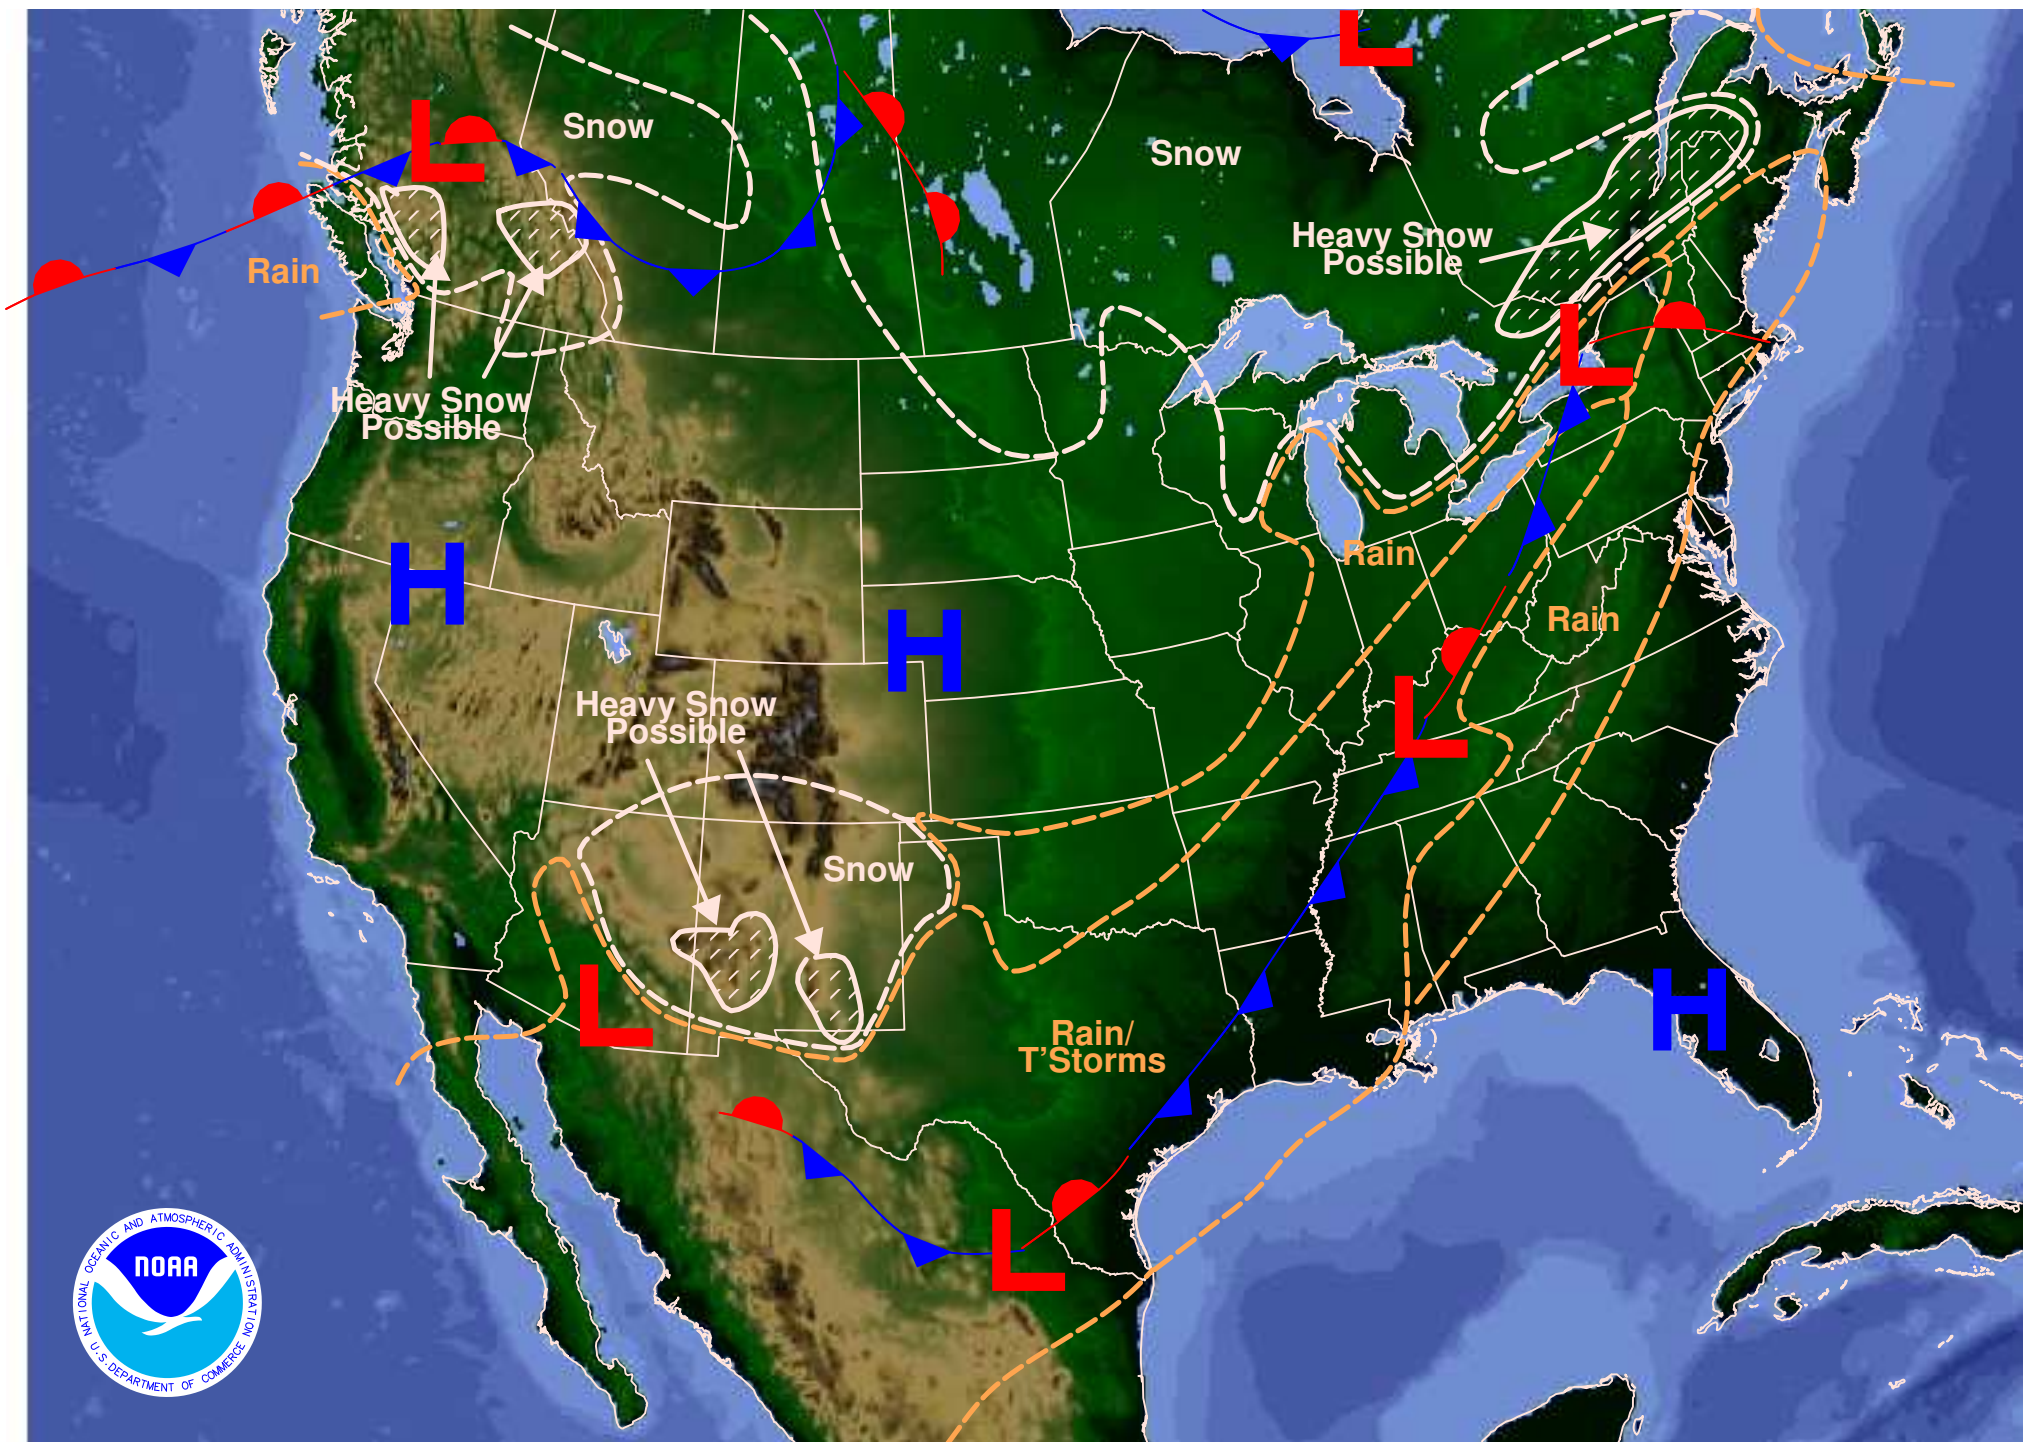 L
L
Snow
Snow
Heavy Snow
Possible
Rain
L
Heavy Snow
Possible
H
Rain
H
Rain
L
Heavy Snow
Possible
Snow
L
H
Rain/
T'Storms
L
NATIONAL OCEANIC AND ATMOSPHERIC ADMINISTRATION
NOAA
U.S. DEPARTMENT OF COMMERCE